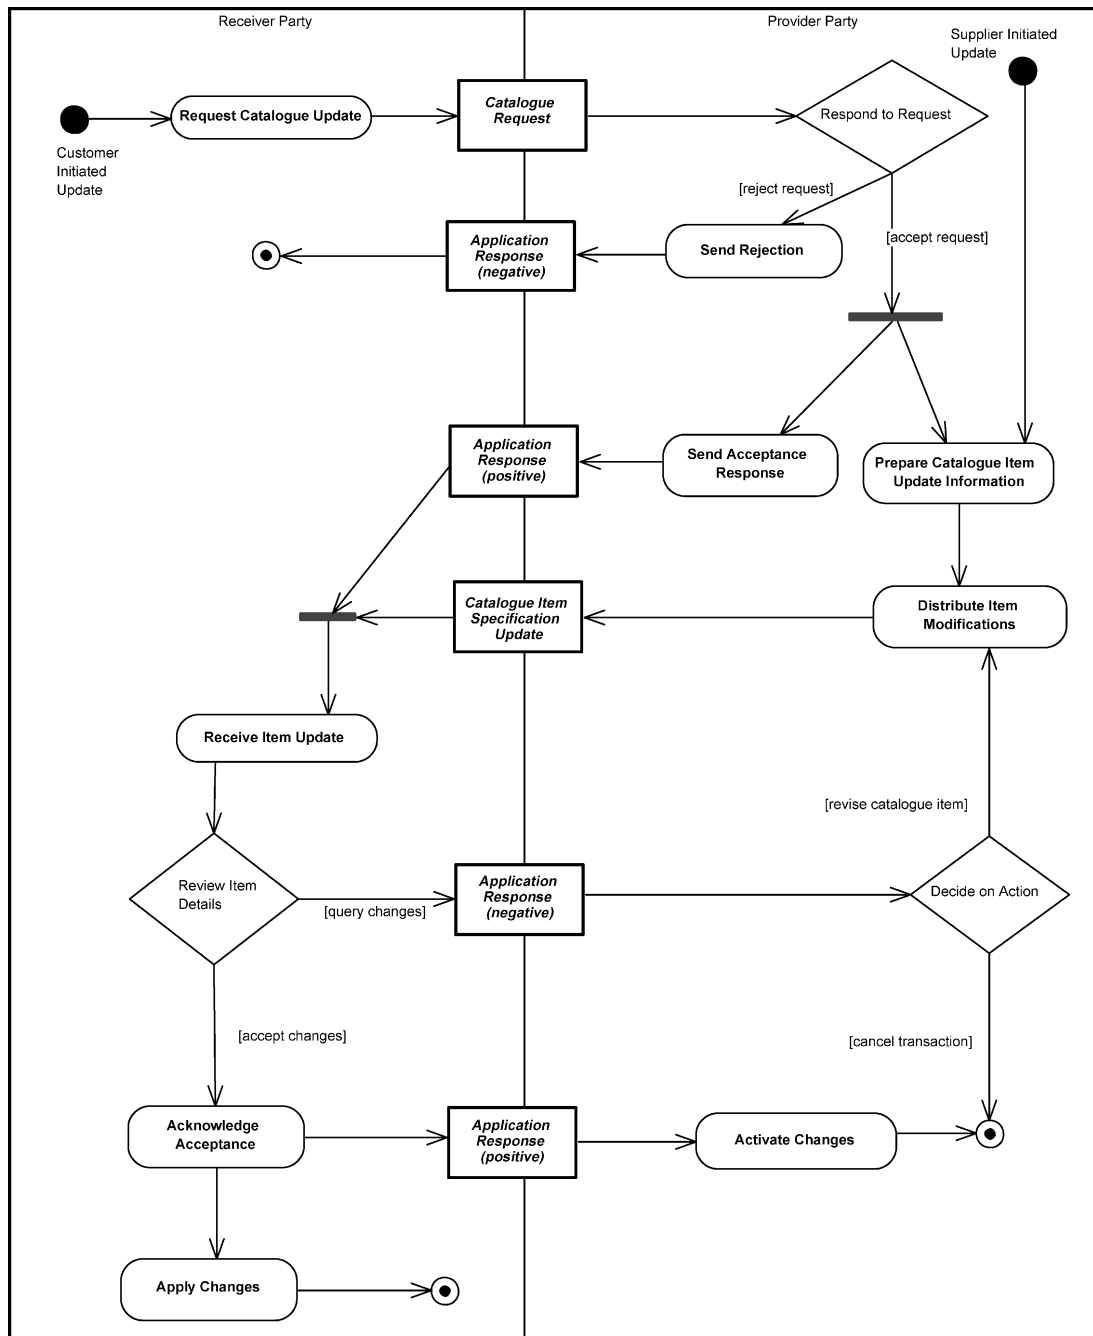 Receiver Party
Provider Party
Supplier Initiated
Update
Customer
Initiated
Update
Request Catalogue Update
Catalogue
Request
Respond to Request
[reject request]
[accept request]
Application
Response
(negative)
Send Rejection
Application
Response
(positive)
Send Acceptance
Response
Prepare Catalogue Item
Update Information
Catalogue Item
Specification
Update
Distribute Item
Modifications
Receive Item Update
[revise catalogue item]
Review Item
Details
[query changes]
Application
Response
(negative)
Decide on Action
[accept changes]
[cancel transaction]
Acknowledge
Acceptance
Application
Response
(positive)
Activate Changes
Apply Changes